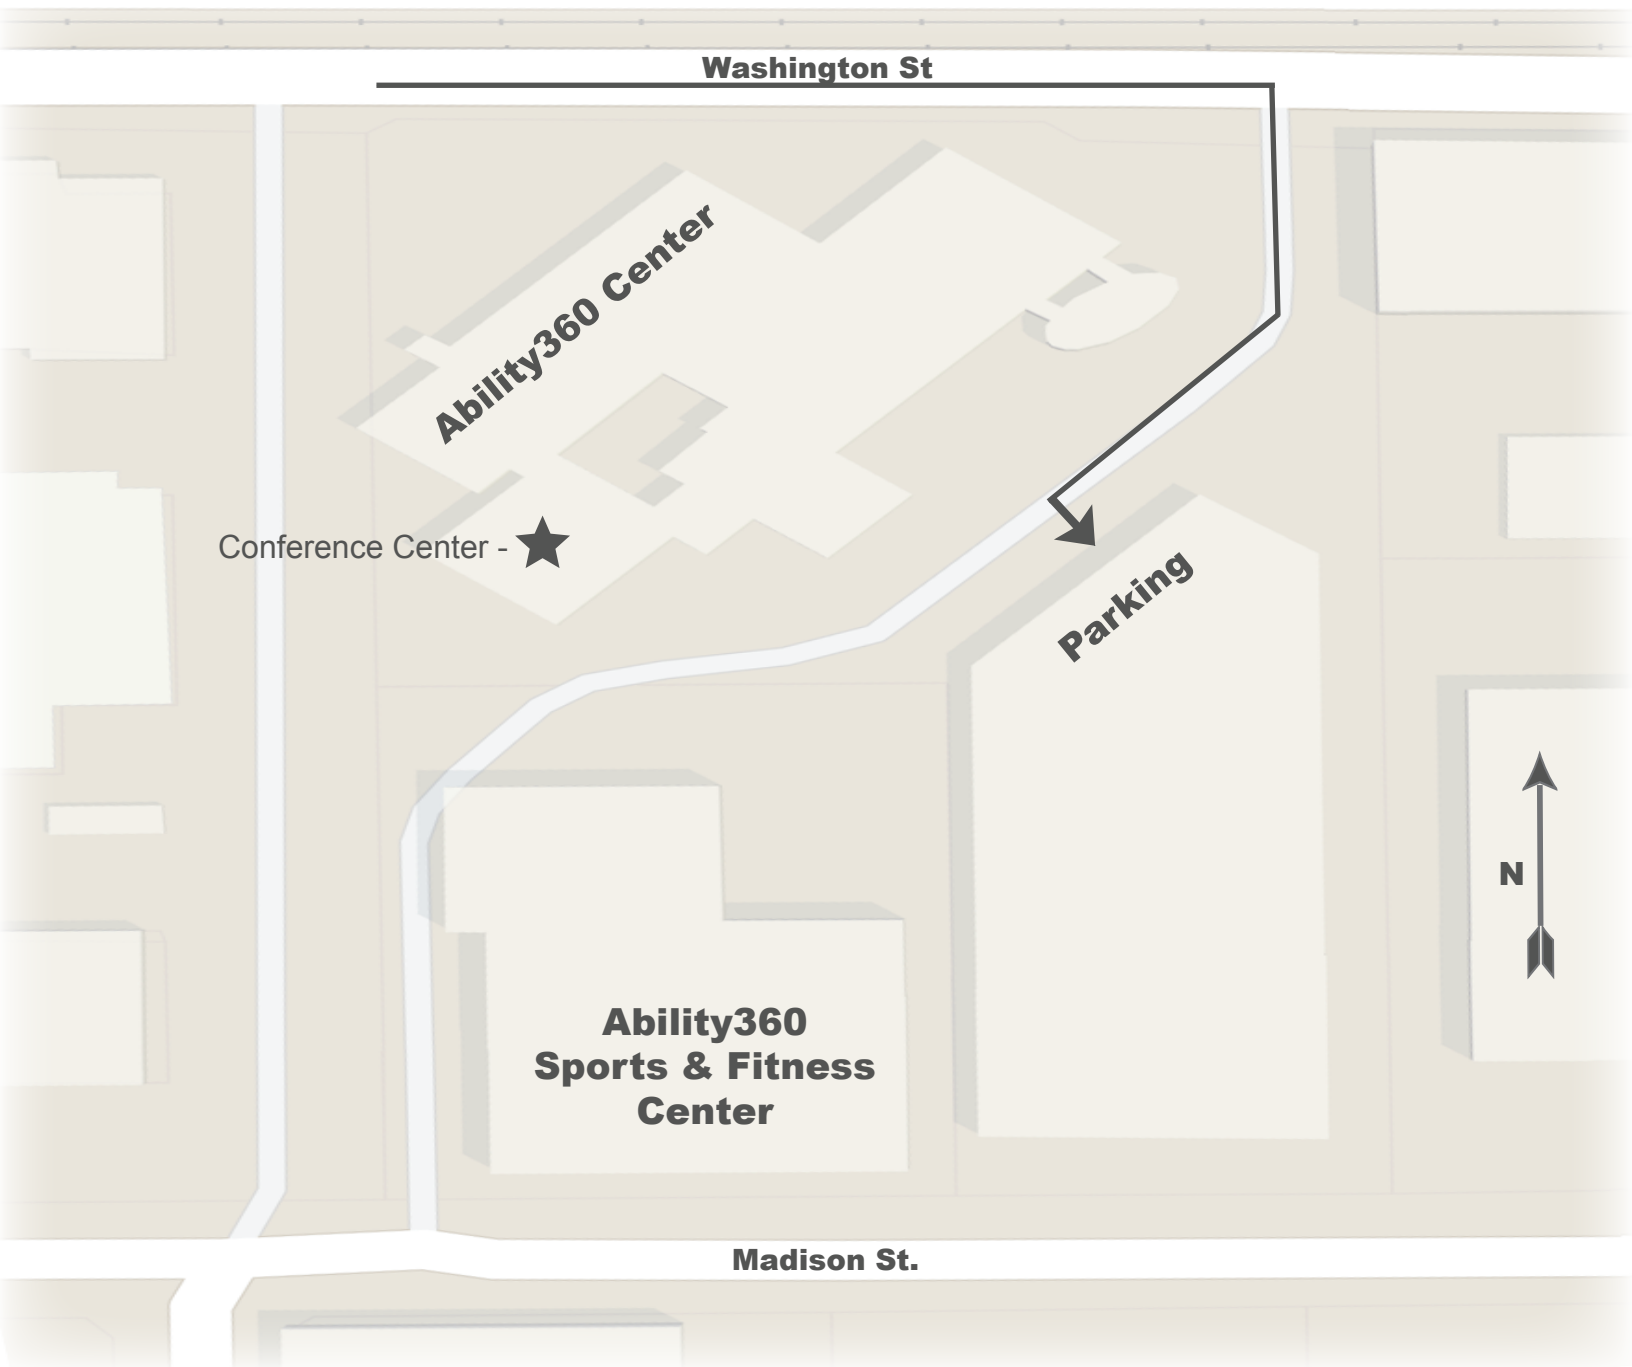 Washington St
Ability360 Center
Conference Center -
Parking
N
Ability360
Sports & Fitness
Center
Madison St.